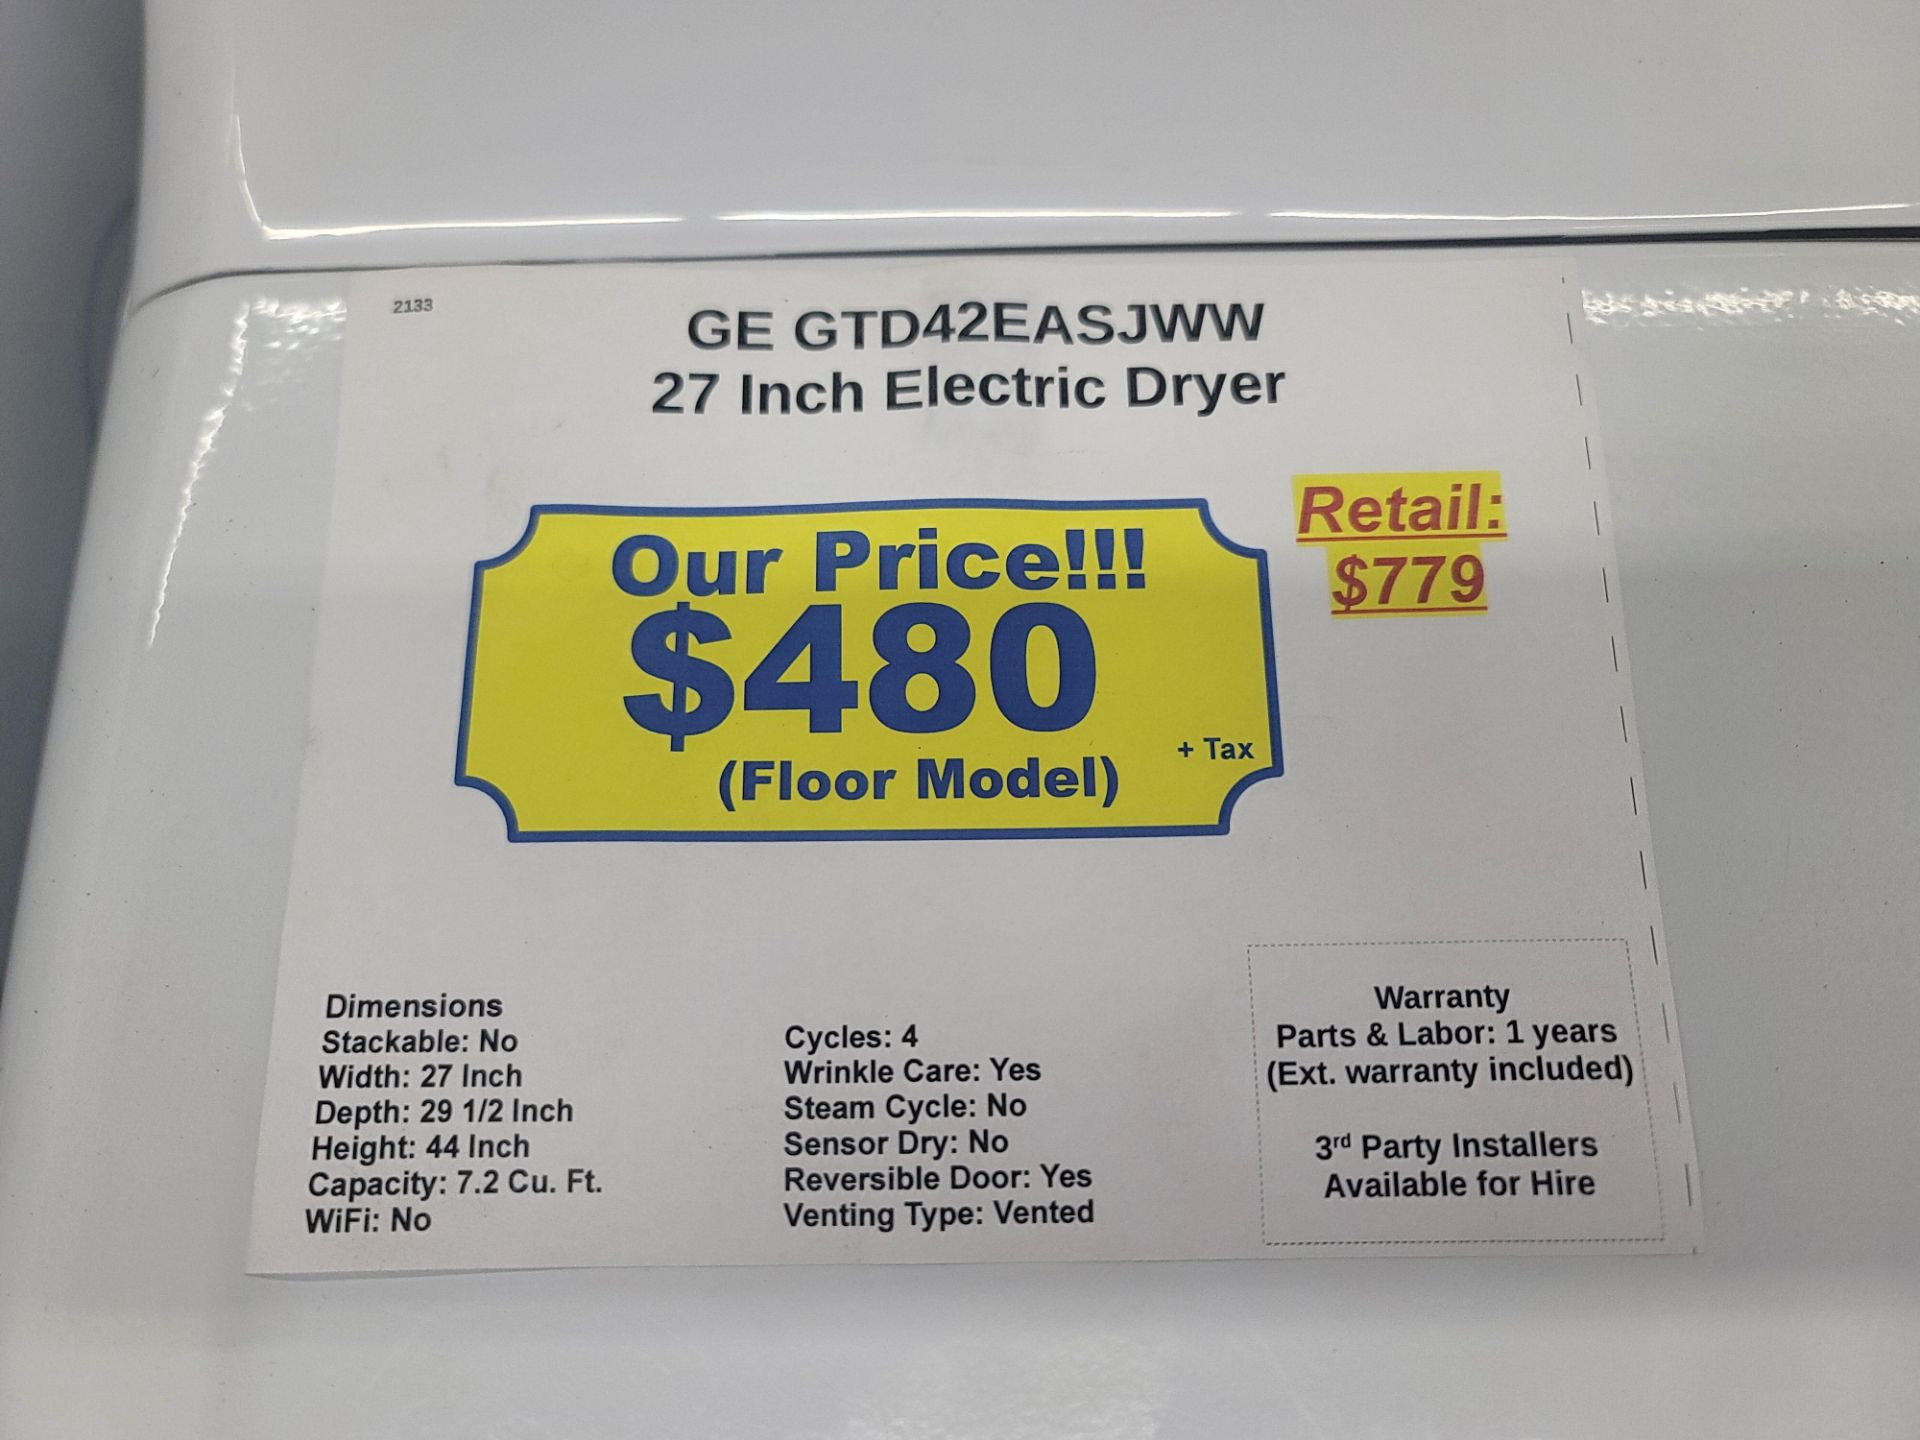 2133
GE GTD42EASJWW
27 Inch Electric Dryer
Retail:
$779
Our Price!!!
$480
+ Tax
(Floor Model)
Dimensions
Stackable: No
Width: 27 Inch
Depth: 29 1/2 Inch
Height: 44 Inch
Capacity: 7.2 Cu. Ft.
WiFi: No
Cycles: 4
Wrinkle Care: Yes
Steam Cycle: No
Sensor Dry: No
Reversible Door: Yes
Venting Type: Vented
Warranty
Parts & Labor: 1 years
(Ext. warranty included)
3rd Party Installers
Available for Hire